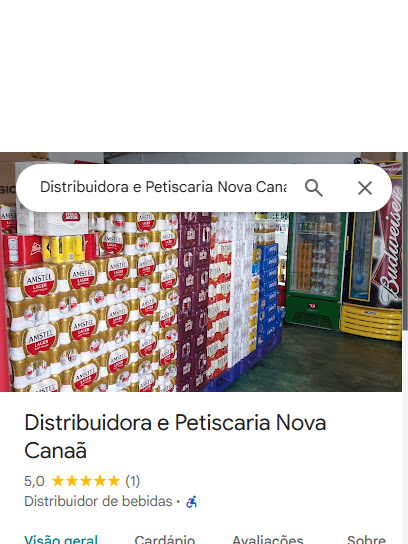 Distribuidora e Petiscaria Nova Cana
AMSTEL
LAGER
Budweiser
Distribuidora e Petiscaria Nova
Canaã
5,0 (1)
Distribuidor de bebidas ·
Visão geral Cardápio Avaliações Sobre